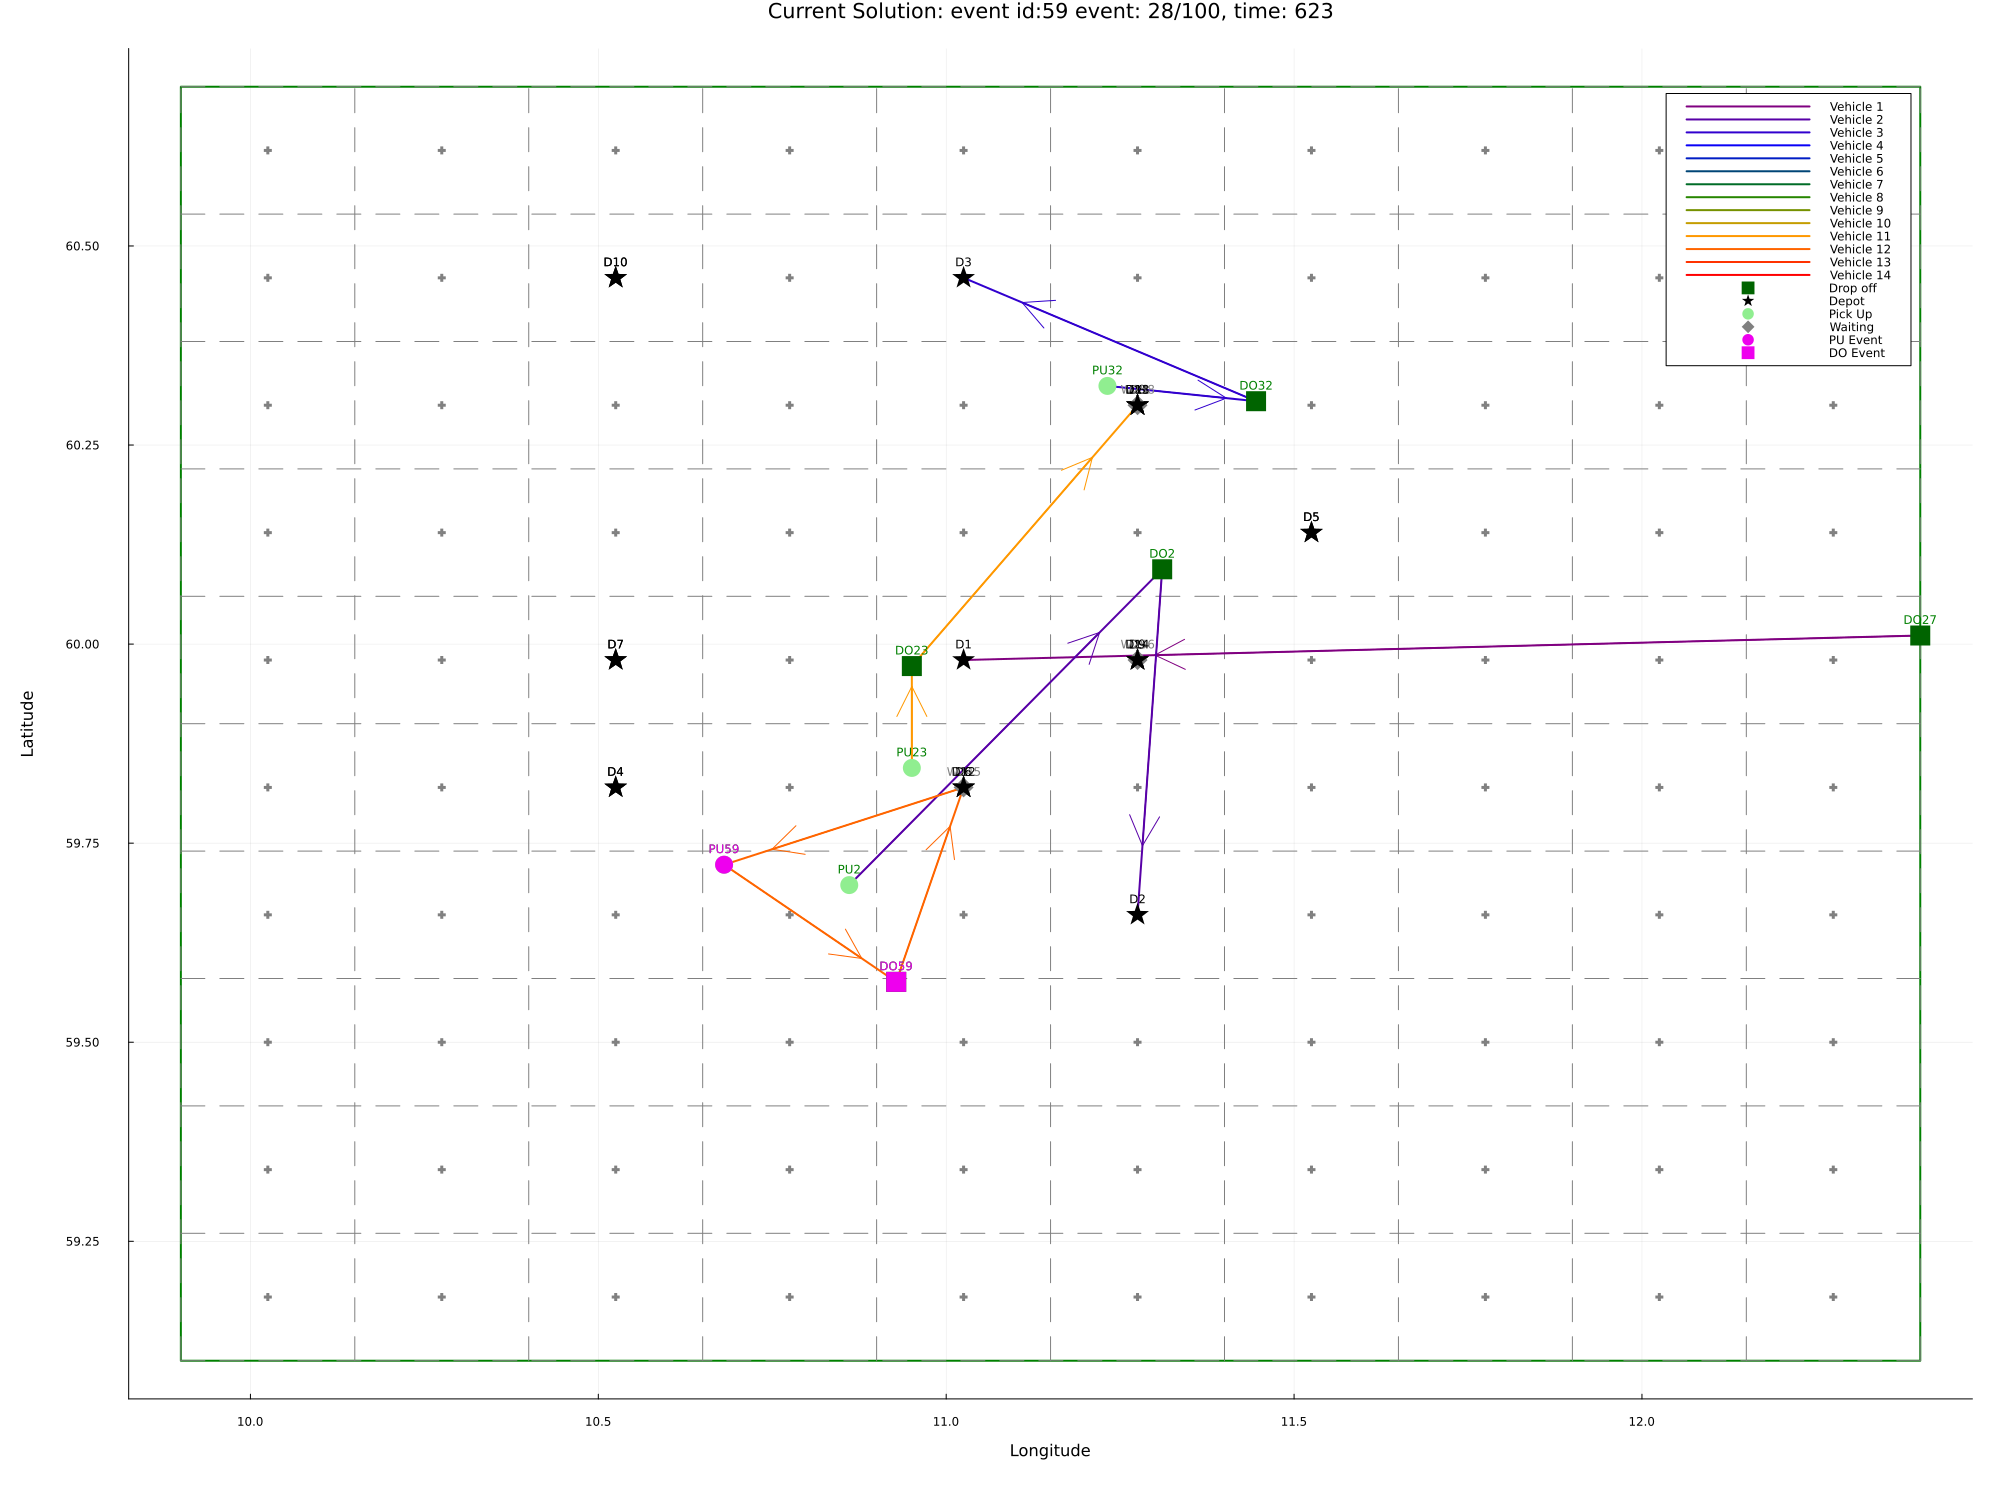 Current Solution: event id:59 event: 28/100, time: 623
Vehicle 1
Vehicle 2
Vehicle 3
Vehicle 4
Vehicle 5
Vehicle 6
Vehicle 7
Vehicle 8
Vehicle 9
Vehicle 10
Vehicle 11
Vehicle 12
Vehicle 13
Vehicle 14
Drop off
Depot
Pick Up
Waiting
PU Event
DO Event
60.50
D10
D3
PU32
DO32
60.25
D5
DO2
DO27
60.00
D7
DO23
D1
PU23
D4
59.75
PU59
PU2
D2
DO59
59.50
59.25
10.0
10.5
11.0
11.5
12.0
Longitude
Latitude